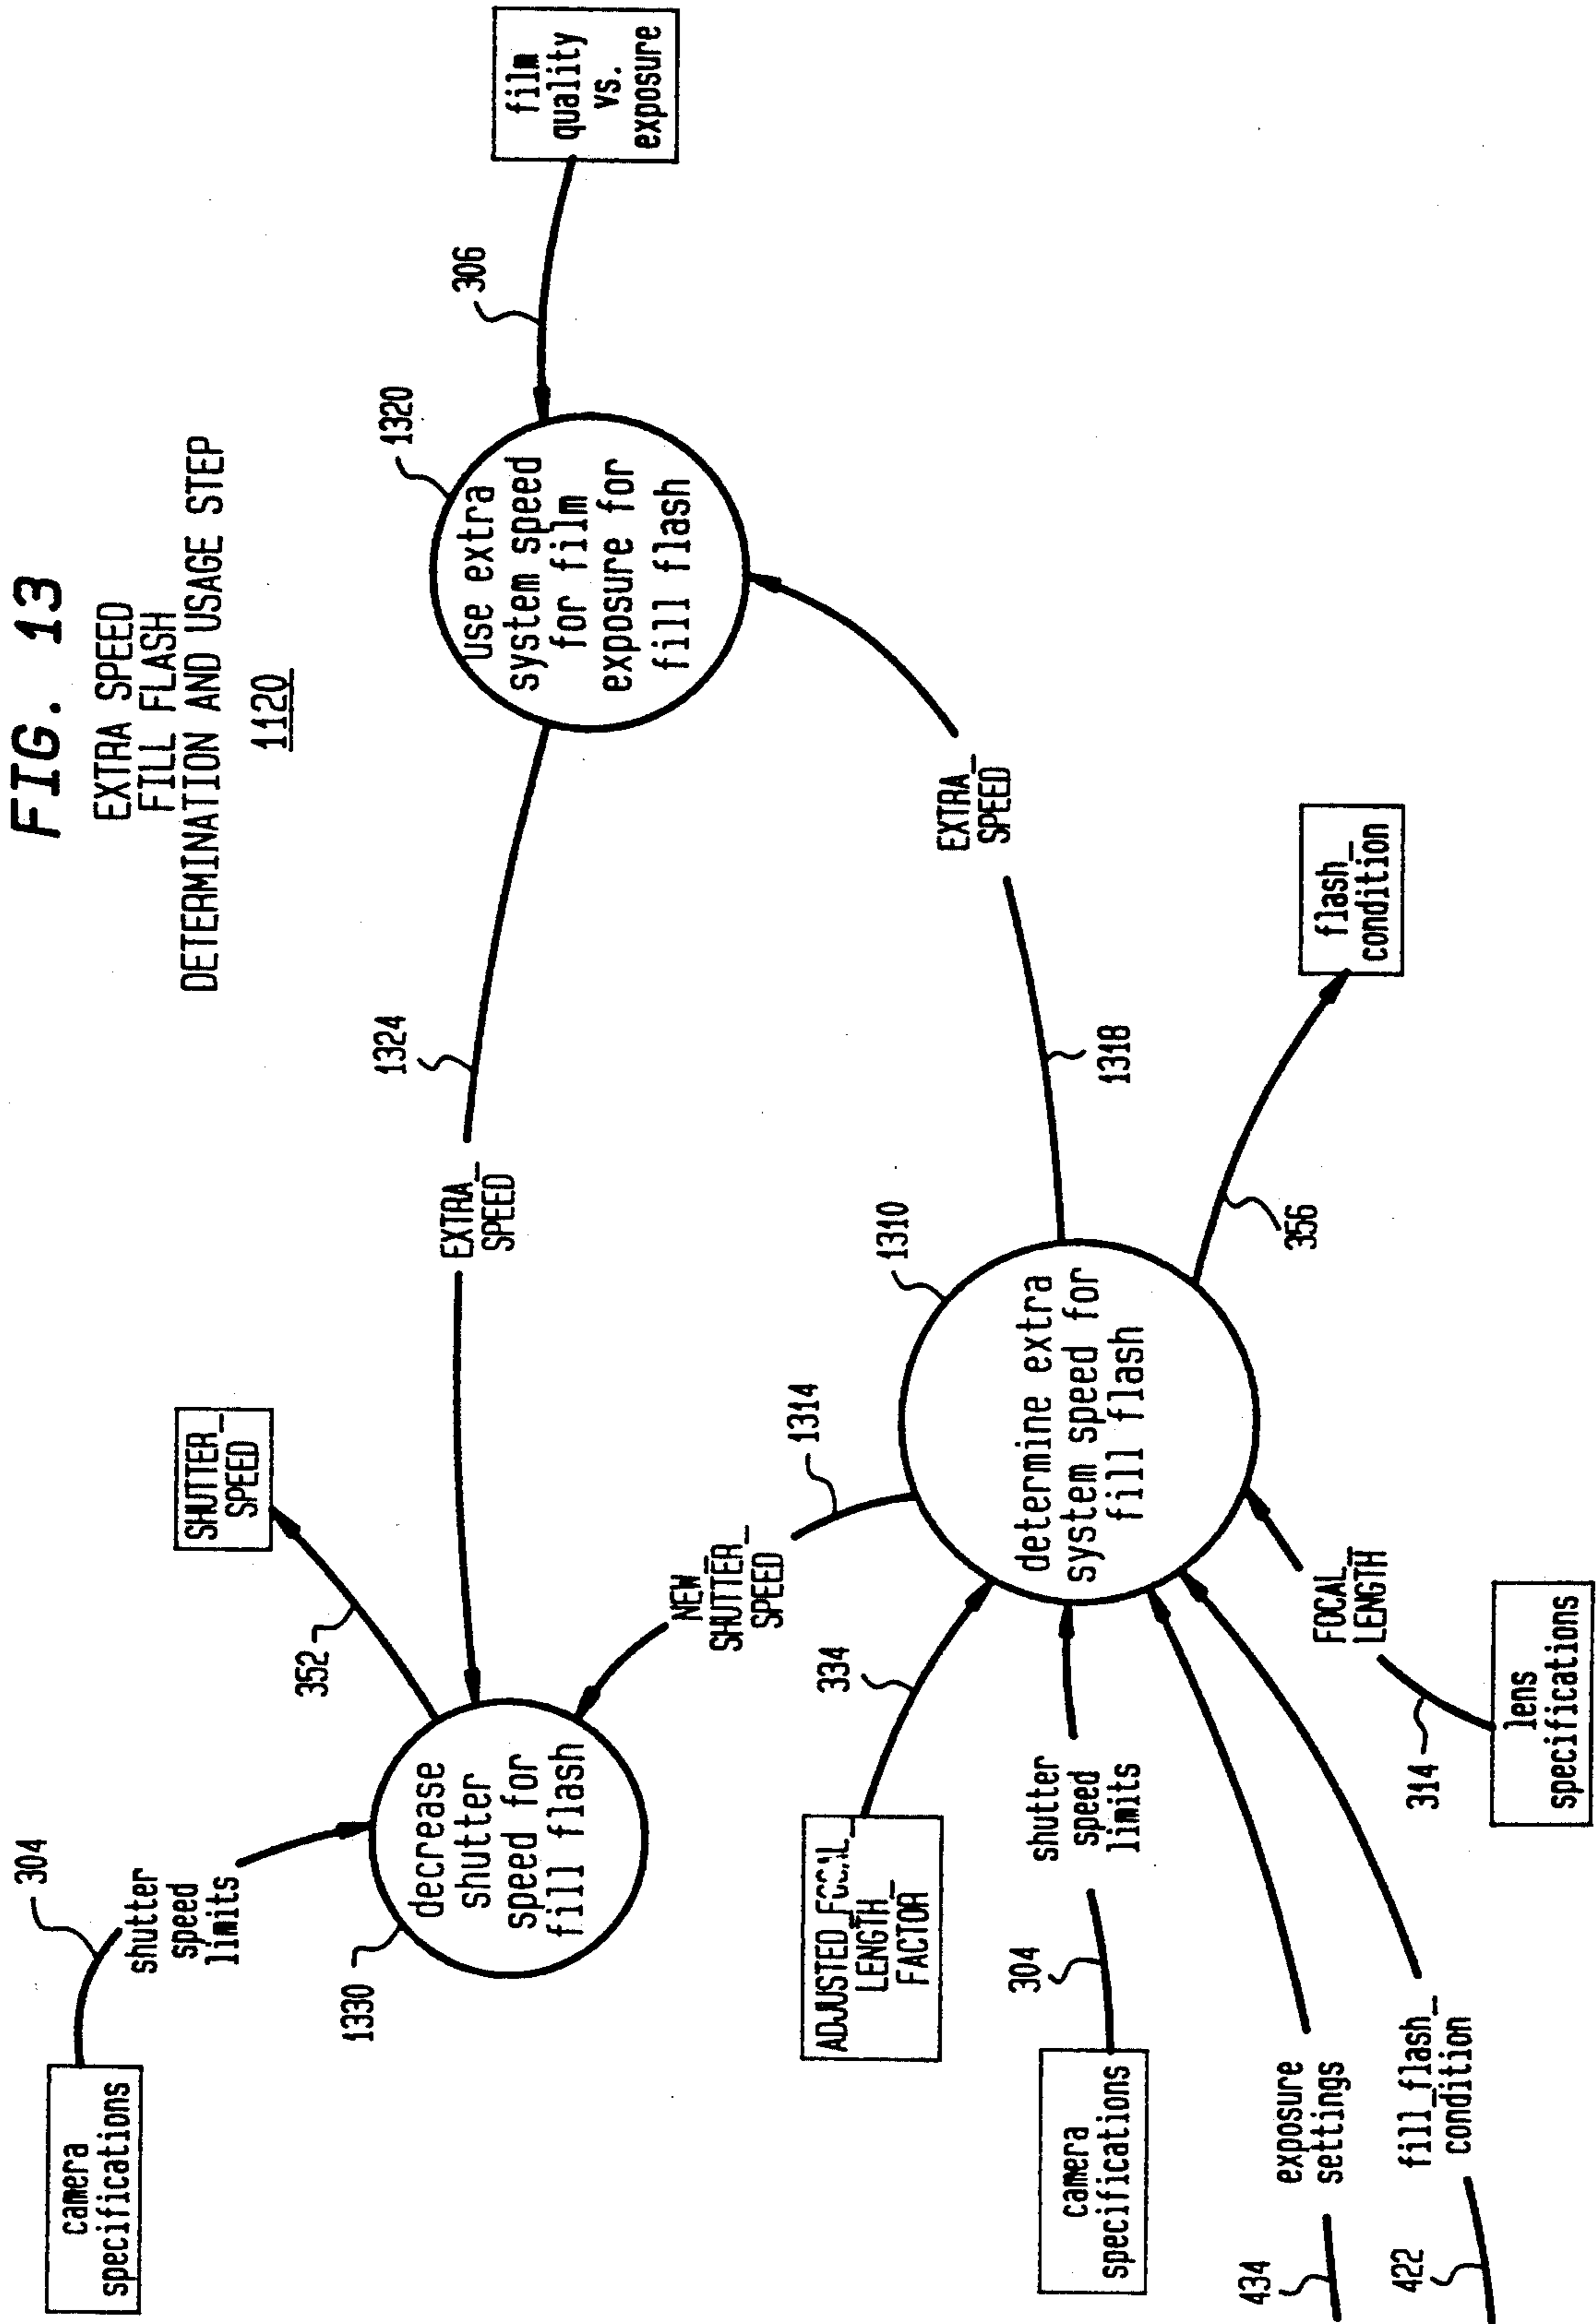 FIG. 13
EXTRA SPEED
FILL FLASH
DETERMINATION AND USAGE STEP
1120
camera
specifications
304
shutter
speed
limits
1330
decrease
shutter
speed for
fill flash
352
SHUTTER_
SPEED
EXTRA_
SPEED
1324
1320
use extra
system speed
for film
exposure for
fill flash
306
film
quality
vs.
exposure
NEW_
SHUTTER_
SPEED
1314
ADJUSTED_FOCAL_
LENGTH_
FACTOR
334
camera
specifications
304
shutter
speed
limits
434
exposure
settings
422
fill_flash_
condition
314
lens
specifications
FOCAL_
LENGTH
1310
determine extra
system speed for
fill flash
1318
EXTRA_
SPEED
356
flash_
condition